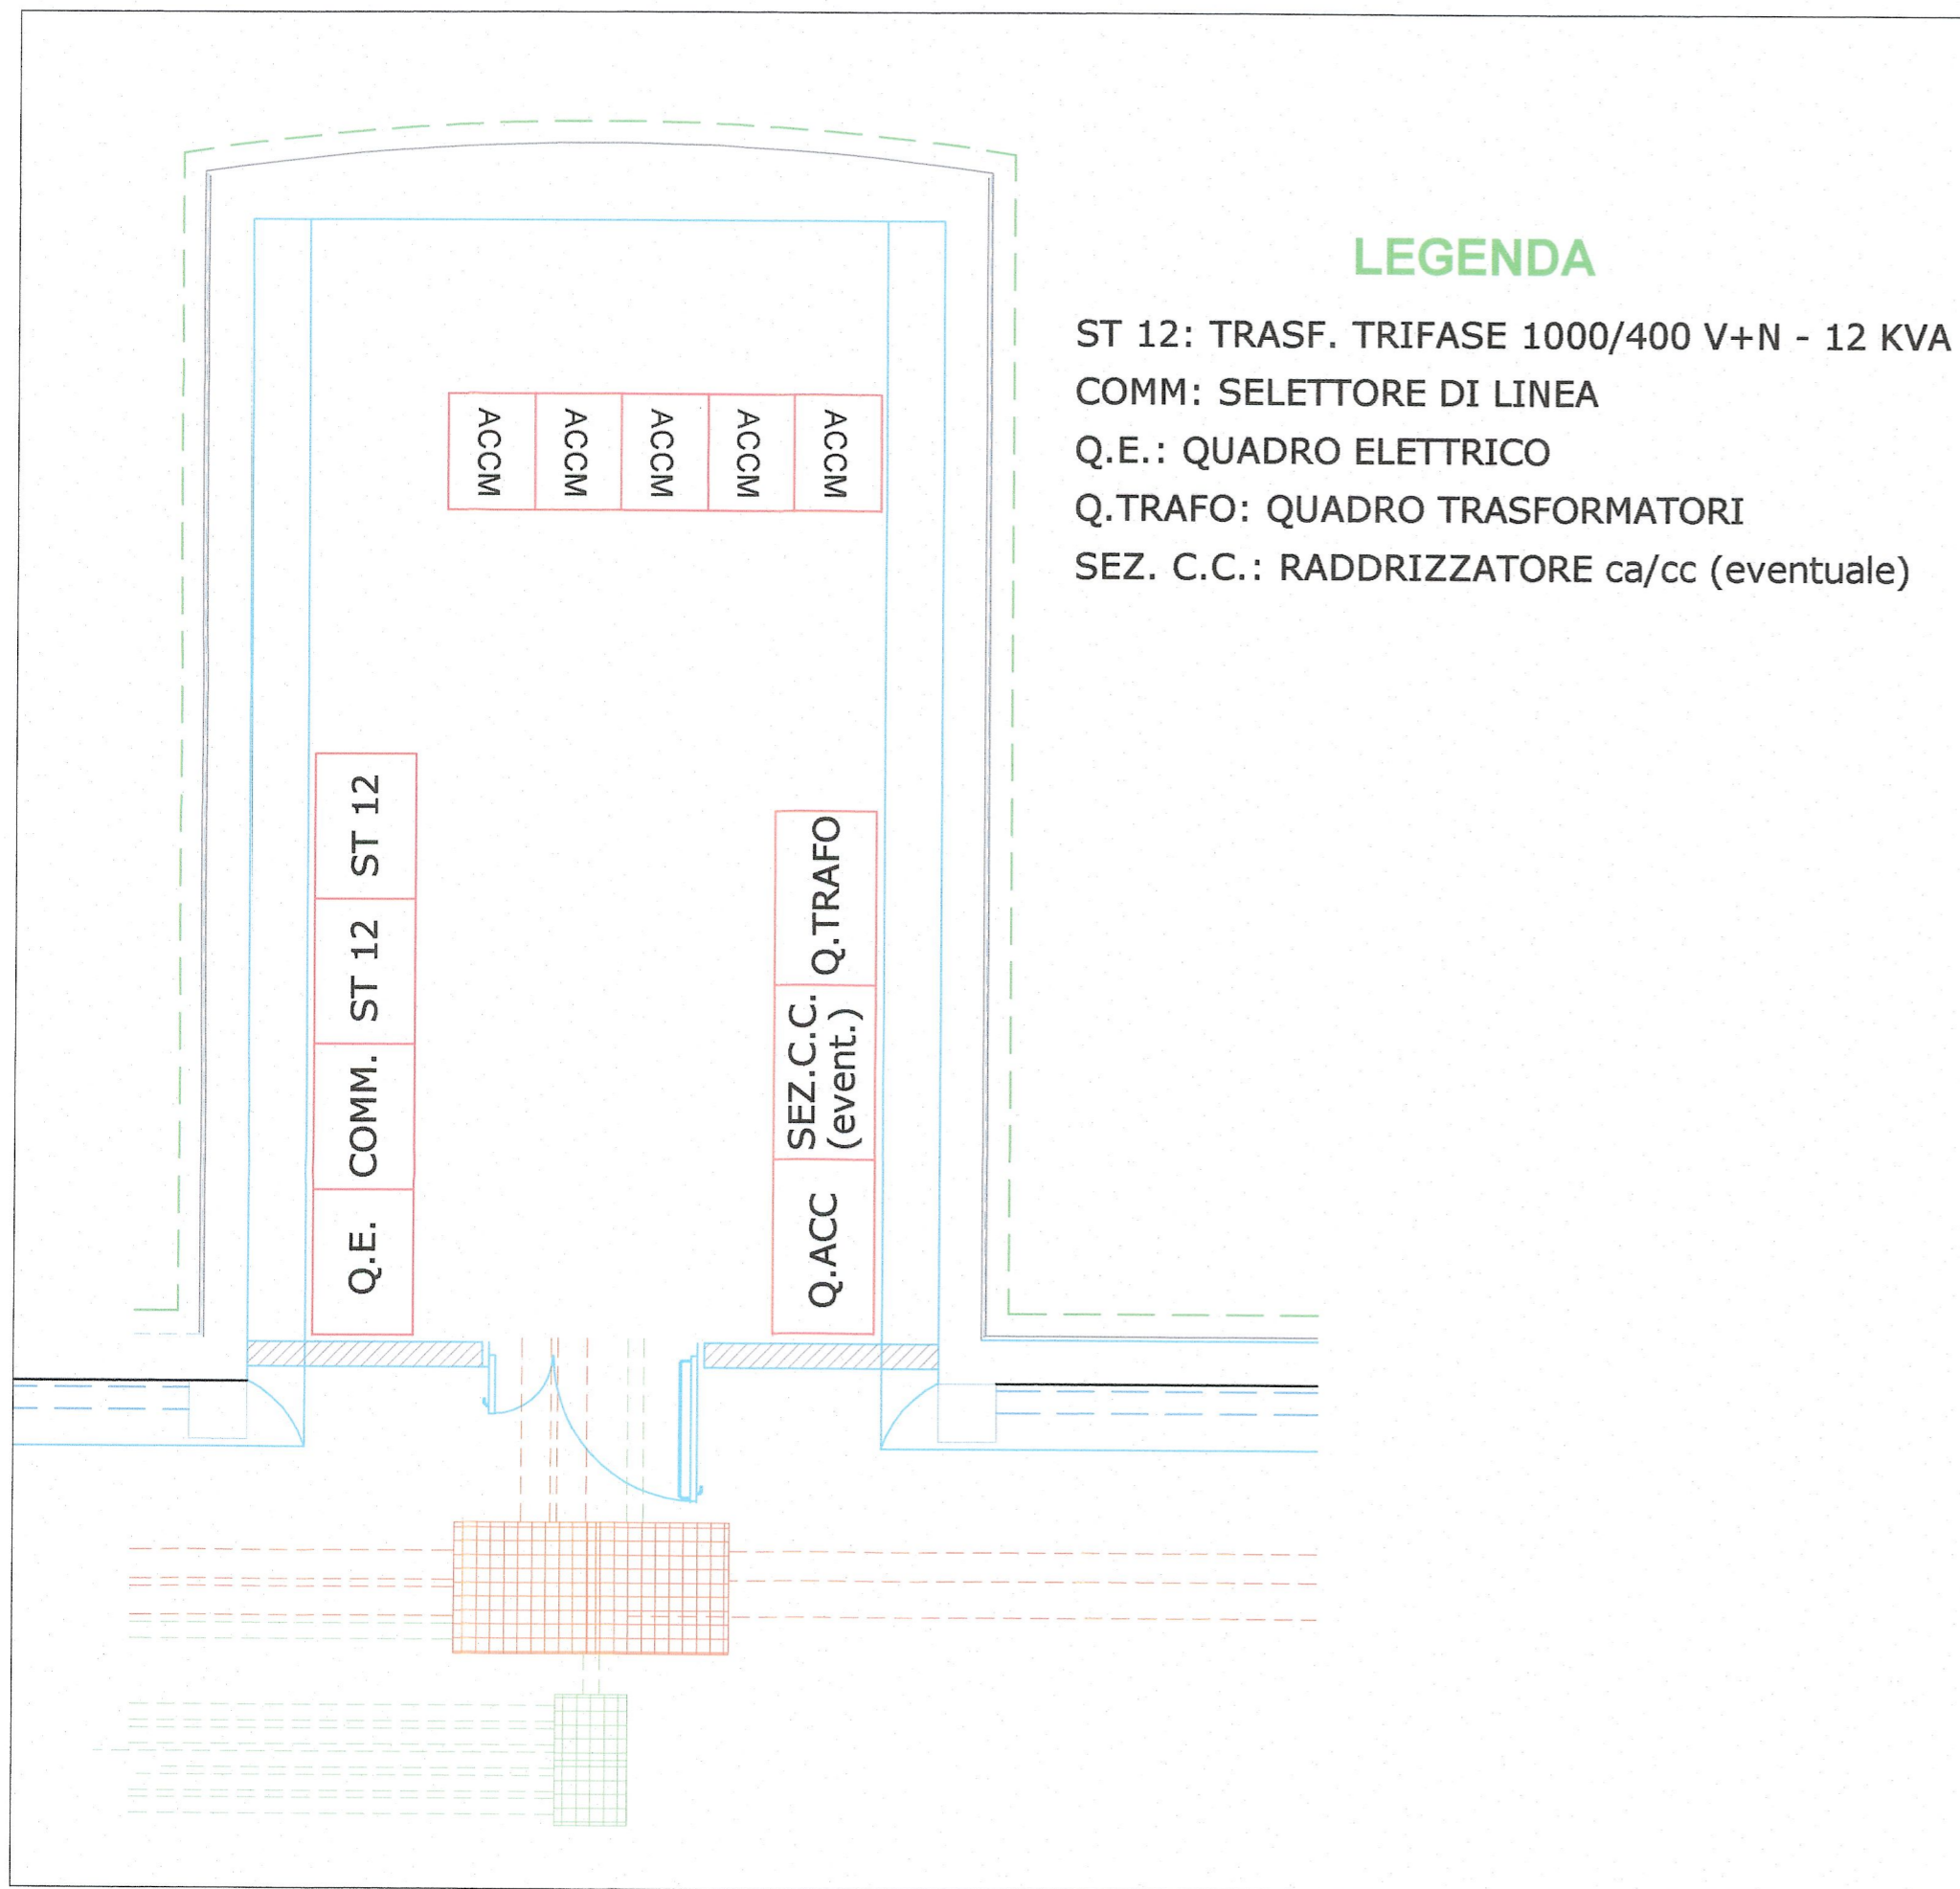 LEGENDA
ST 12: TRASF. TRIFASE 1000/400 V+N - 12 KVA
COMM: SELETTORE DI LINEA
Q.E.: QUADRO ELETTRICO
Q.TRAFO: QUADRO TRASFORMATORI
SEZ. C.C.: RADDRIZZATORE ca/cc (eventuale)
ACCM
ACCM
ACCM
ACCM
ACCM
ST 12
ST 12
COMM.
Q.E.
Q.TRAFO
SEZ.C.C.
(event.)
Q.ACC